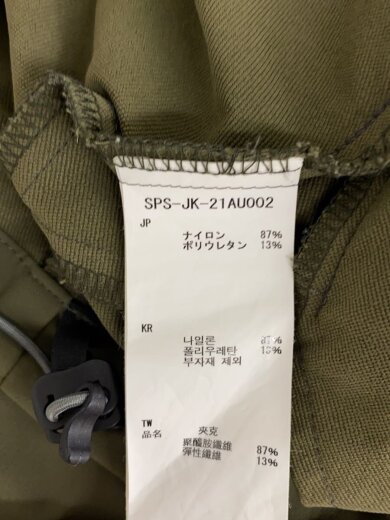 SPS-JK-21AU002
JP
ナイロン 87%
ポリウレタン 13%
KR
나일론 87%
폴리우레탄 13%
부자재 제외
TW
品名 夾克
聚醯胺纖維 87%
彈性纖維 13%